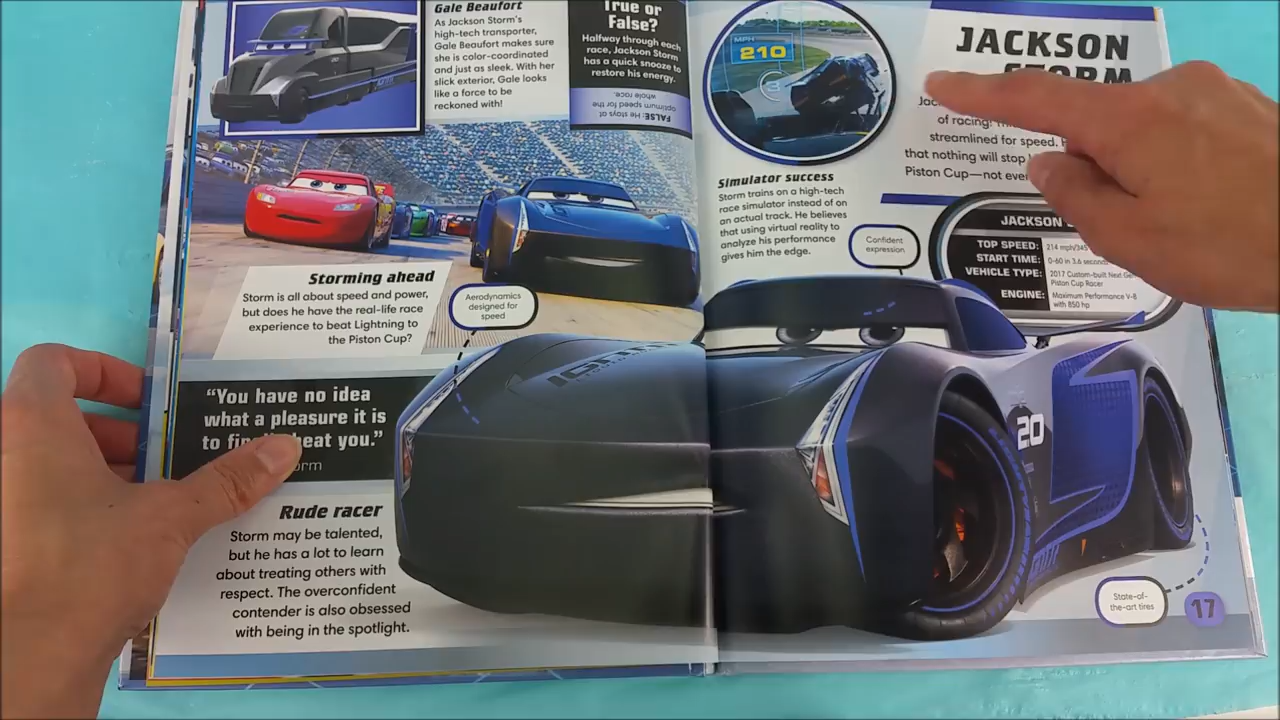 Gale Beaufort
As Jackson Storm's
high-tech transporter,
Gale Beaufort makes sure
she is color-coordinated
and just as sleek. With her
slick exterior, Gale looks
like a force to be
reckoned with!
True or
False?
Halfway through each
race, Jackson Storm
has a quick snooze to
restore his energy.
FALSE: He stays at
optimum speed for the
whole race.
Storming ahead
Storm is all about speed and power,
but does he have the real-life race
experience to beat Lightning to
the Piston Cup?
Aerodynamics
designed for
speed
"You have no idea
what a pleasure it is
to beat you."
Rude racer
Storm may be talented,
but he has a lot to learn
about treating others with
respect. The overconfident
contender is also obsessed
with being in the spotlight.
MPH
210
3
Simulator success
Storm trains on a high-tech
race simulator instead of on
an actual track. He believes
that using virtual reality to
analyze his performance
gives him the edge.
JACKSON
STORM
of racing!
streamlined for speed.
that nothing will stop
Piston Cup—not
Confident
expression
JACKSON
TOP SPEED: 214 mph
START TIME: 0-60 in 3.6
VEHICLE TYPE: 2017 Custom-built Next
Piston Cup Racer
ENGINE: Maximum Performance V-8
with 850 hp
20
State-of-
the-art tires
17